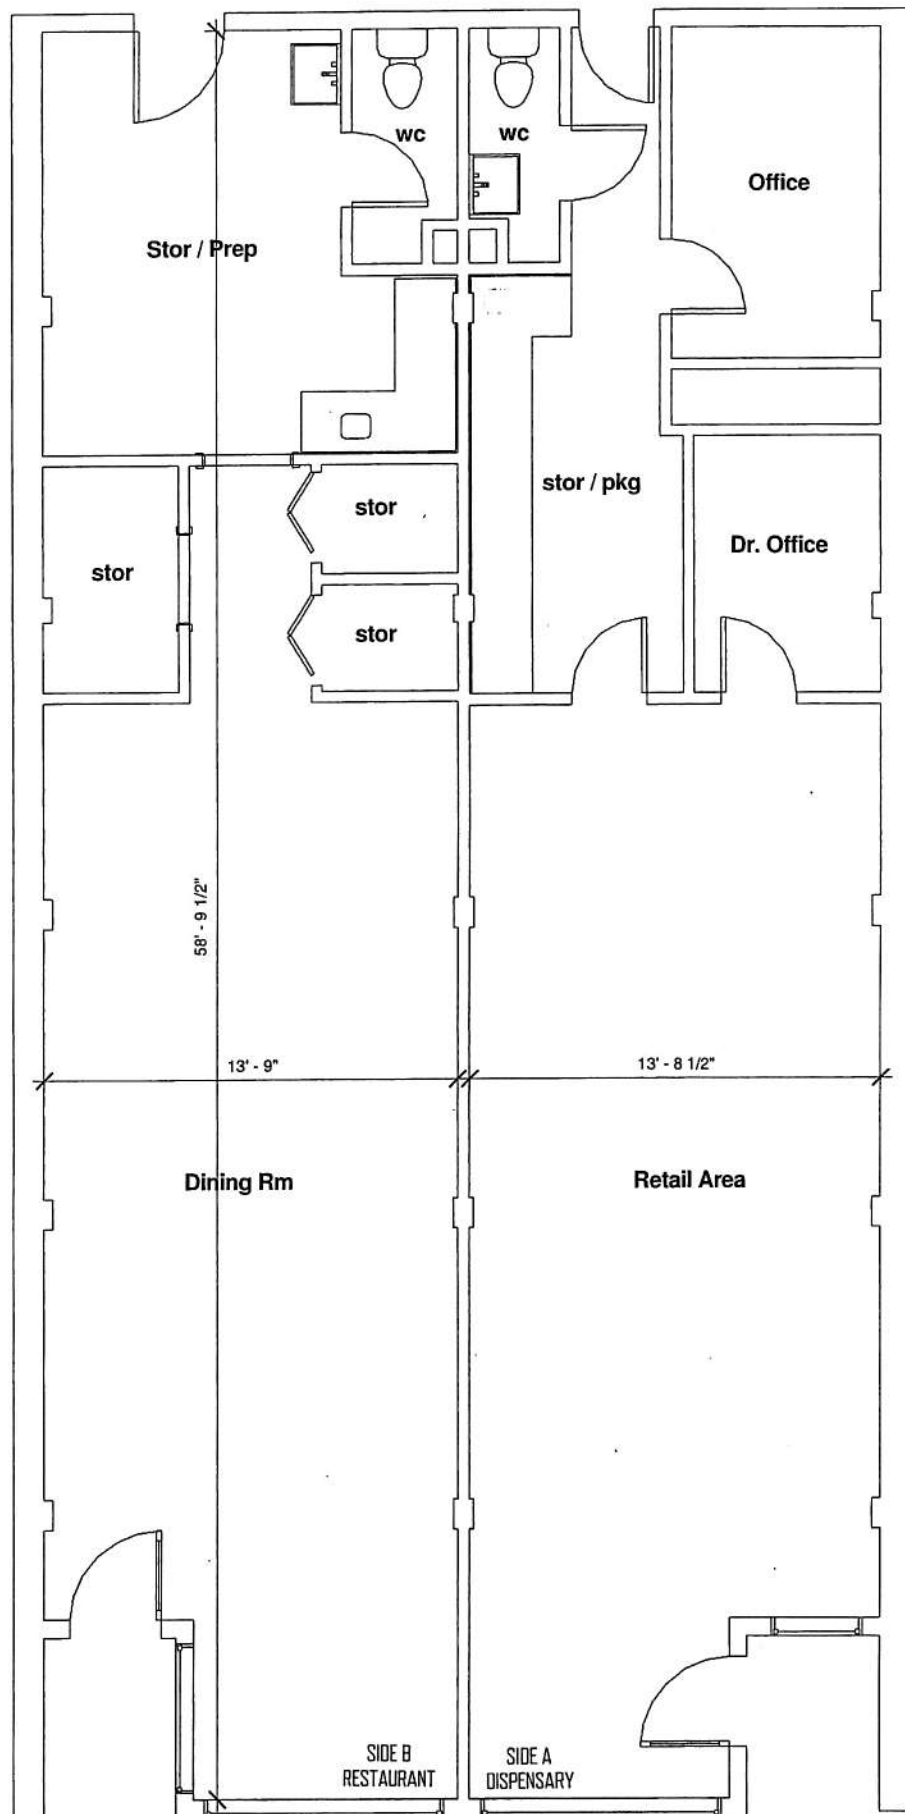 wc
wc
Office
Stor / Prep
stor / pkg
stor
Dr. Office
stor
stor
58' - 9 1/2"
13' - 9"
13' - 8 1/2"
Dining Rm
Retail Area
SIDE B
RESTAURANT
SIDE A
DISPENSARY